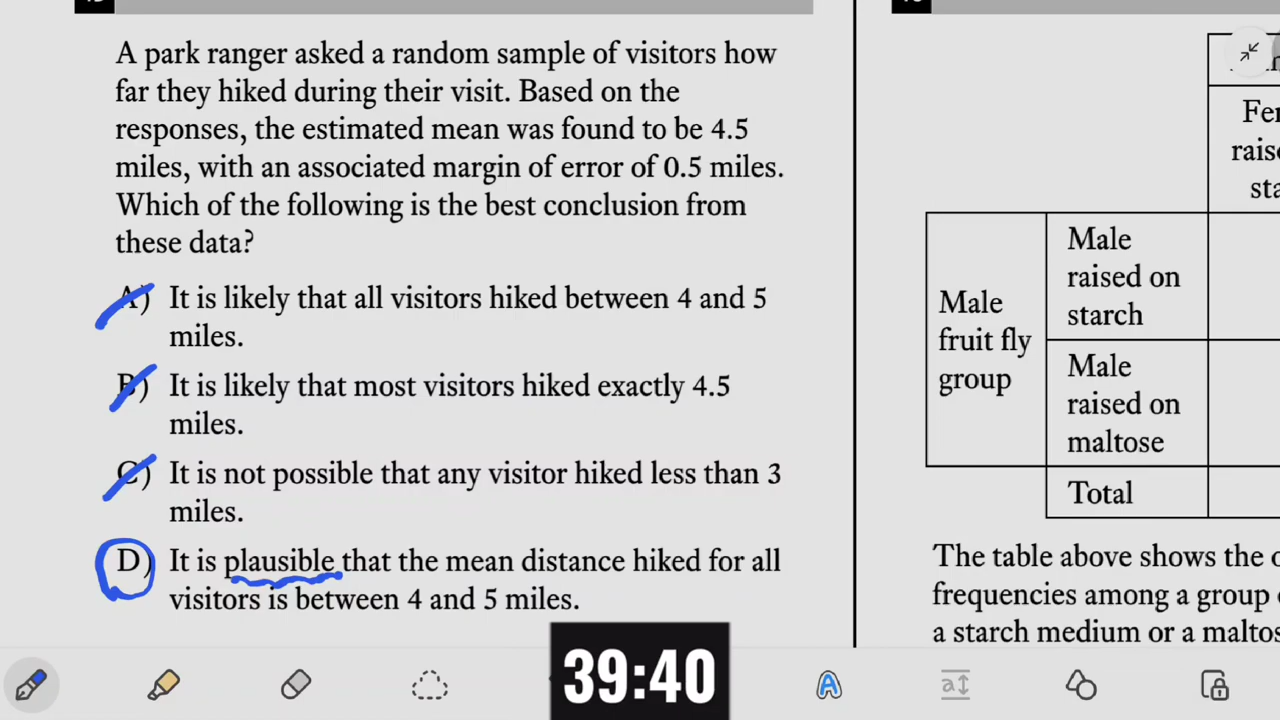 A park ranger asked a random sample of visitors how
far they hiked during their visit. Based on the
responses, the estimated mean was found to be 4.5
miles, with an associated margin of error of 0.5 miles.
Which of the following is the best conclusion from
these data?
A) It is likely that all visitors hiked between 4 and 5
miles.
B) It is likely that most visitors hiked exactly 4.5
miles.
C) It is not possible that any visitor hiked less than 3
miles.
D) It is plausible that the mean distance hiked for all
visitors is between 4 and 5 miles.
Male
fruit fly
group
Male
raised on
starch
Male
raised on
maltose
Total
The table above shows the
frequencies among a group
a starch medium or a
39:40
A
a